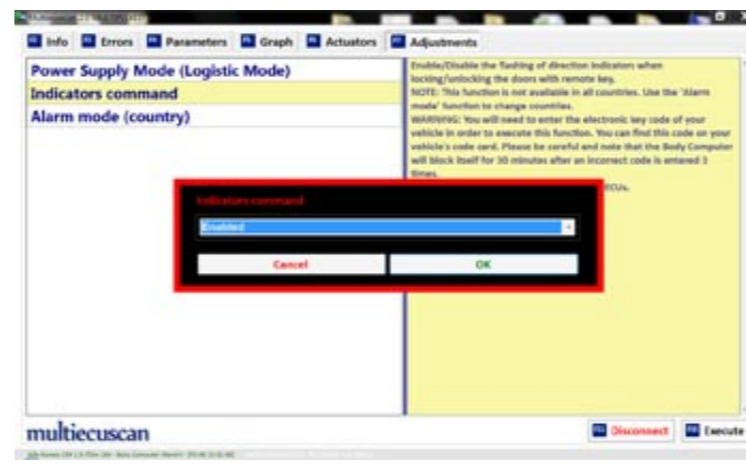 Info Errors Parameters Graph Actuators Adjustments
Power Supply Mode (Logistic Mode)
Indicators command
Alarm mode (country)
Enable/Disable the flashing of direction indicators when
locking/unlocking the doors with remote key.
NOTE: This function is not available in all countries. Use the 'Alarm
mode' function to change countries.
WARNING: You will need to enter the electronic key code of your
vehicle in order to execute this function. You can find this code on your
vehicle's code card. Please be careful and note that the Body Computer
will block itself for 30 minutes after an incorrect code is entered 3
times.
ECUs.
Indicators command
Enabled
Cancel OK
multiecuscan
Disconnect Execute